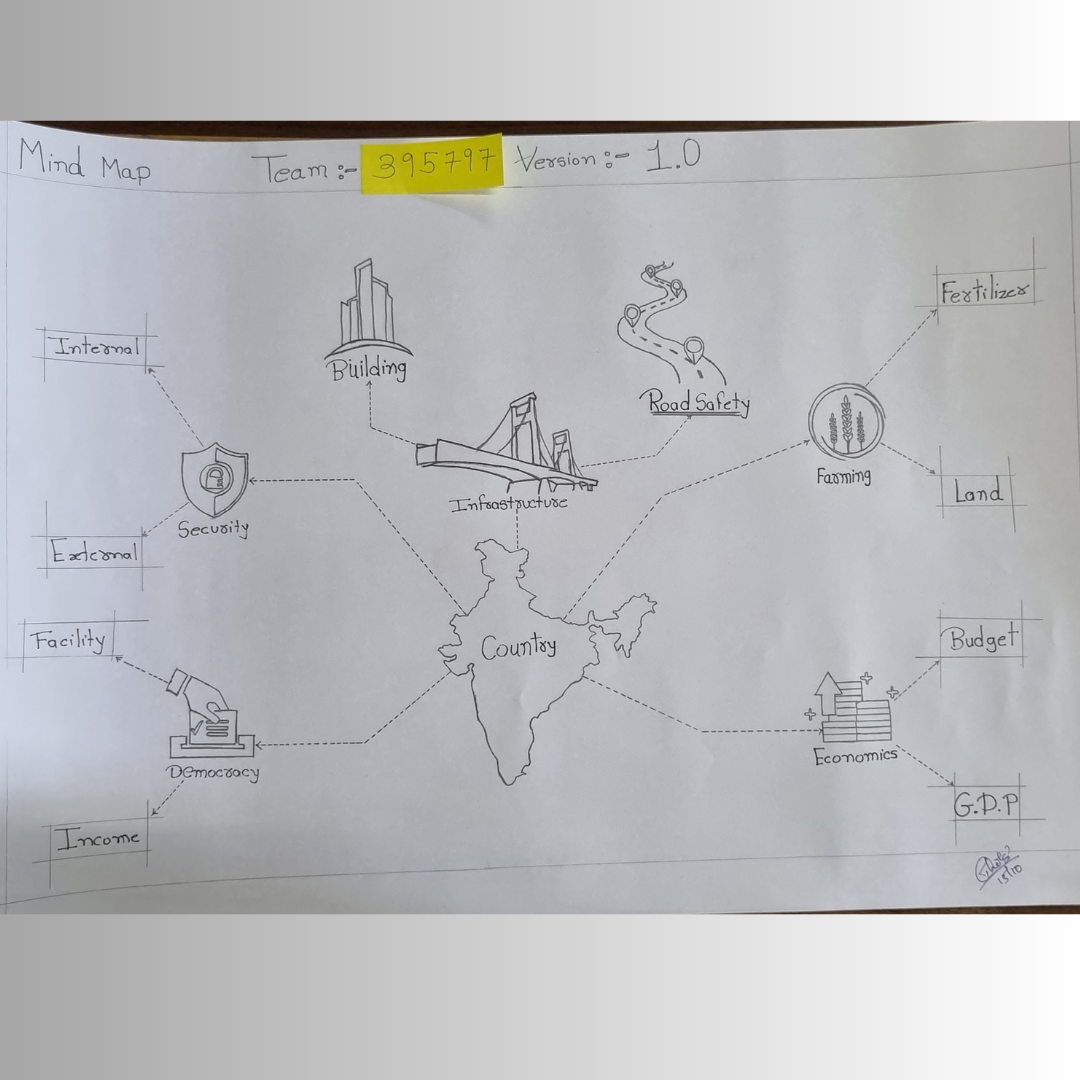 Mind Map Team :- 395797 Version :- 1.0
Fertilizer
Internal
Building
Road Safety
Farming
Land
Infrastructure
Security
External
Facility
Country
Budget
Economics
Democracy
G.D.P
Income
15/10